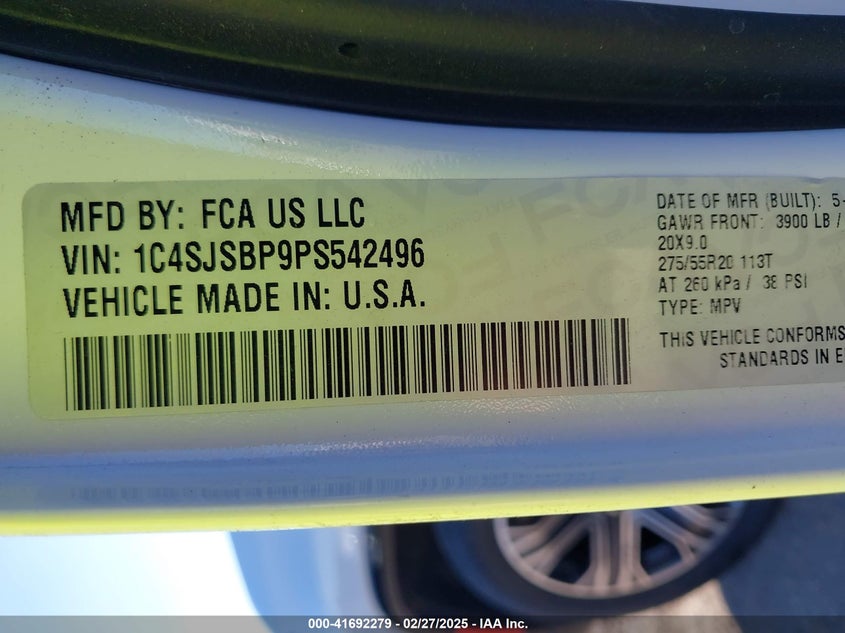 MFD BY: FCA US LLC
VIN: 1C4SJSBP9PS542496
VEHICLE MADE IN: U.S.A.
DATE OF MFR (BUILT): 5-
GAWR FRONT: 3900 LB /
20X9.0
275/55R20 113T
AT 260 kPa / 38 PSI
TYPE: MPV
THIS VEHICLE CONFORMS
STANDARDS IN E
000-41692279 - 02/27/2025 - IAA Inc.